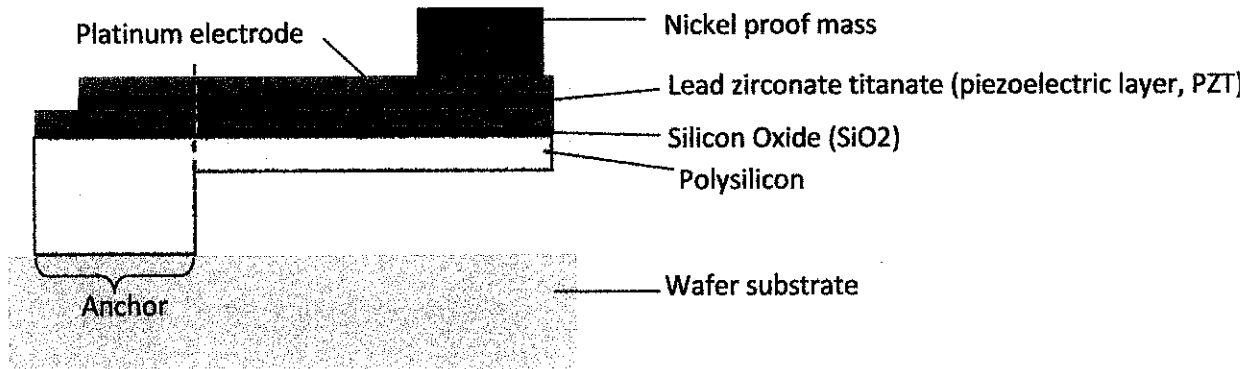 Platinum electrode
Nickel proof mass
Lead zirconate titanate (piezoelectric layer, PZT)
Silicon Oxide (SiO2)
Polysilicon
Wafer substrate
Anchor